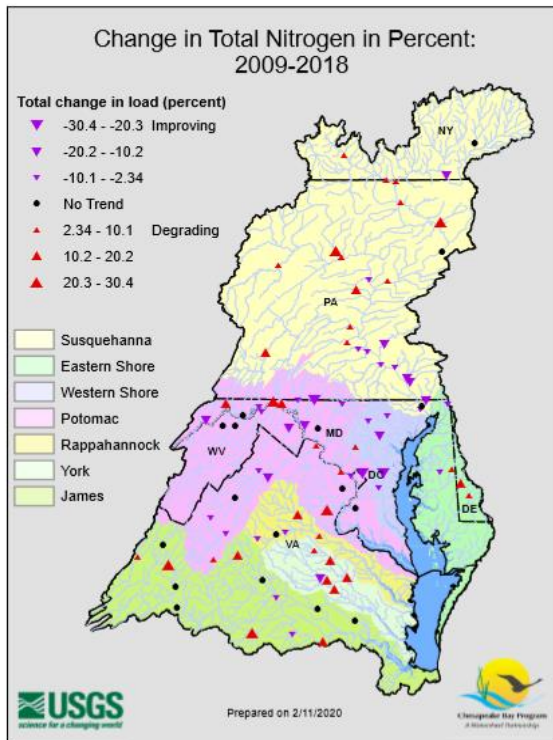 Change in Total Nitrogen in Percent:
2009-2018
Total change in load (percent)
-30.4 - -20.3 Improving
-20.2 - -10.2
-10.1 - -2.34
No Trend
2.34 - 10.1 Degrading
10.2 - 20.2
20.3 - 30.4
Susquehanna
Eastern Shore
Western Shore
Potomac
Rappahannock
York
James
NY
PA
MD
WV
DC
DE
VA
USGS
science for a changing world
Prepared on 2/11/2020
Chesapeake Bay Program
A Watershed Partnership